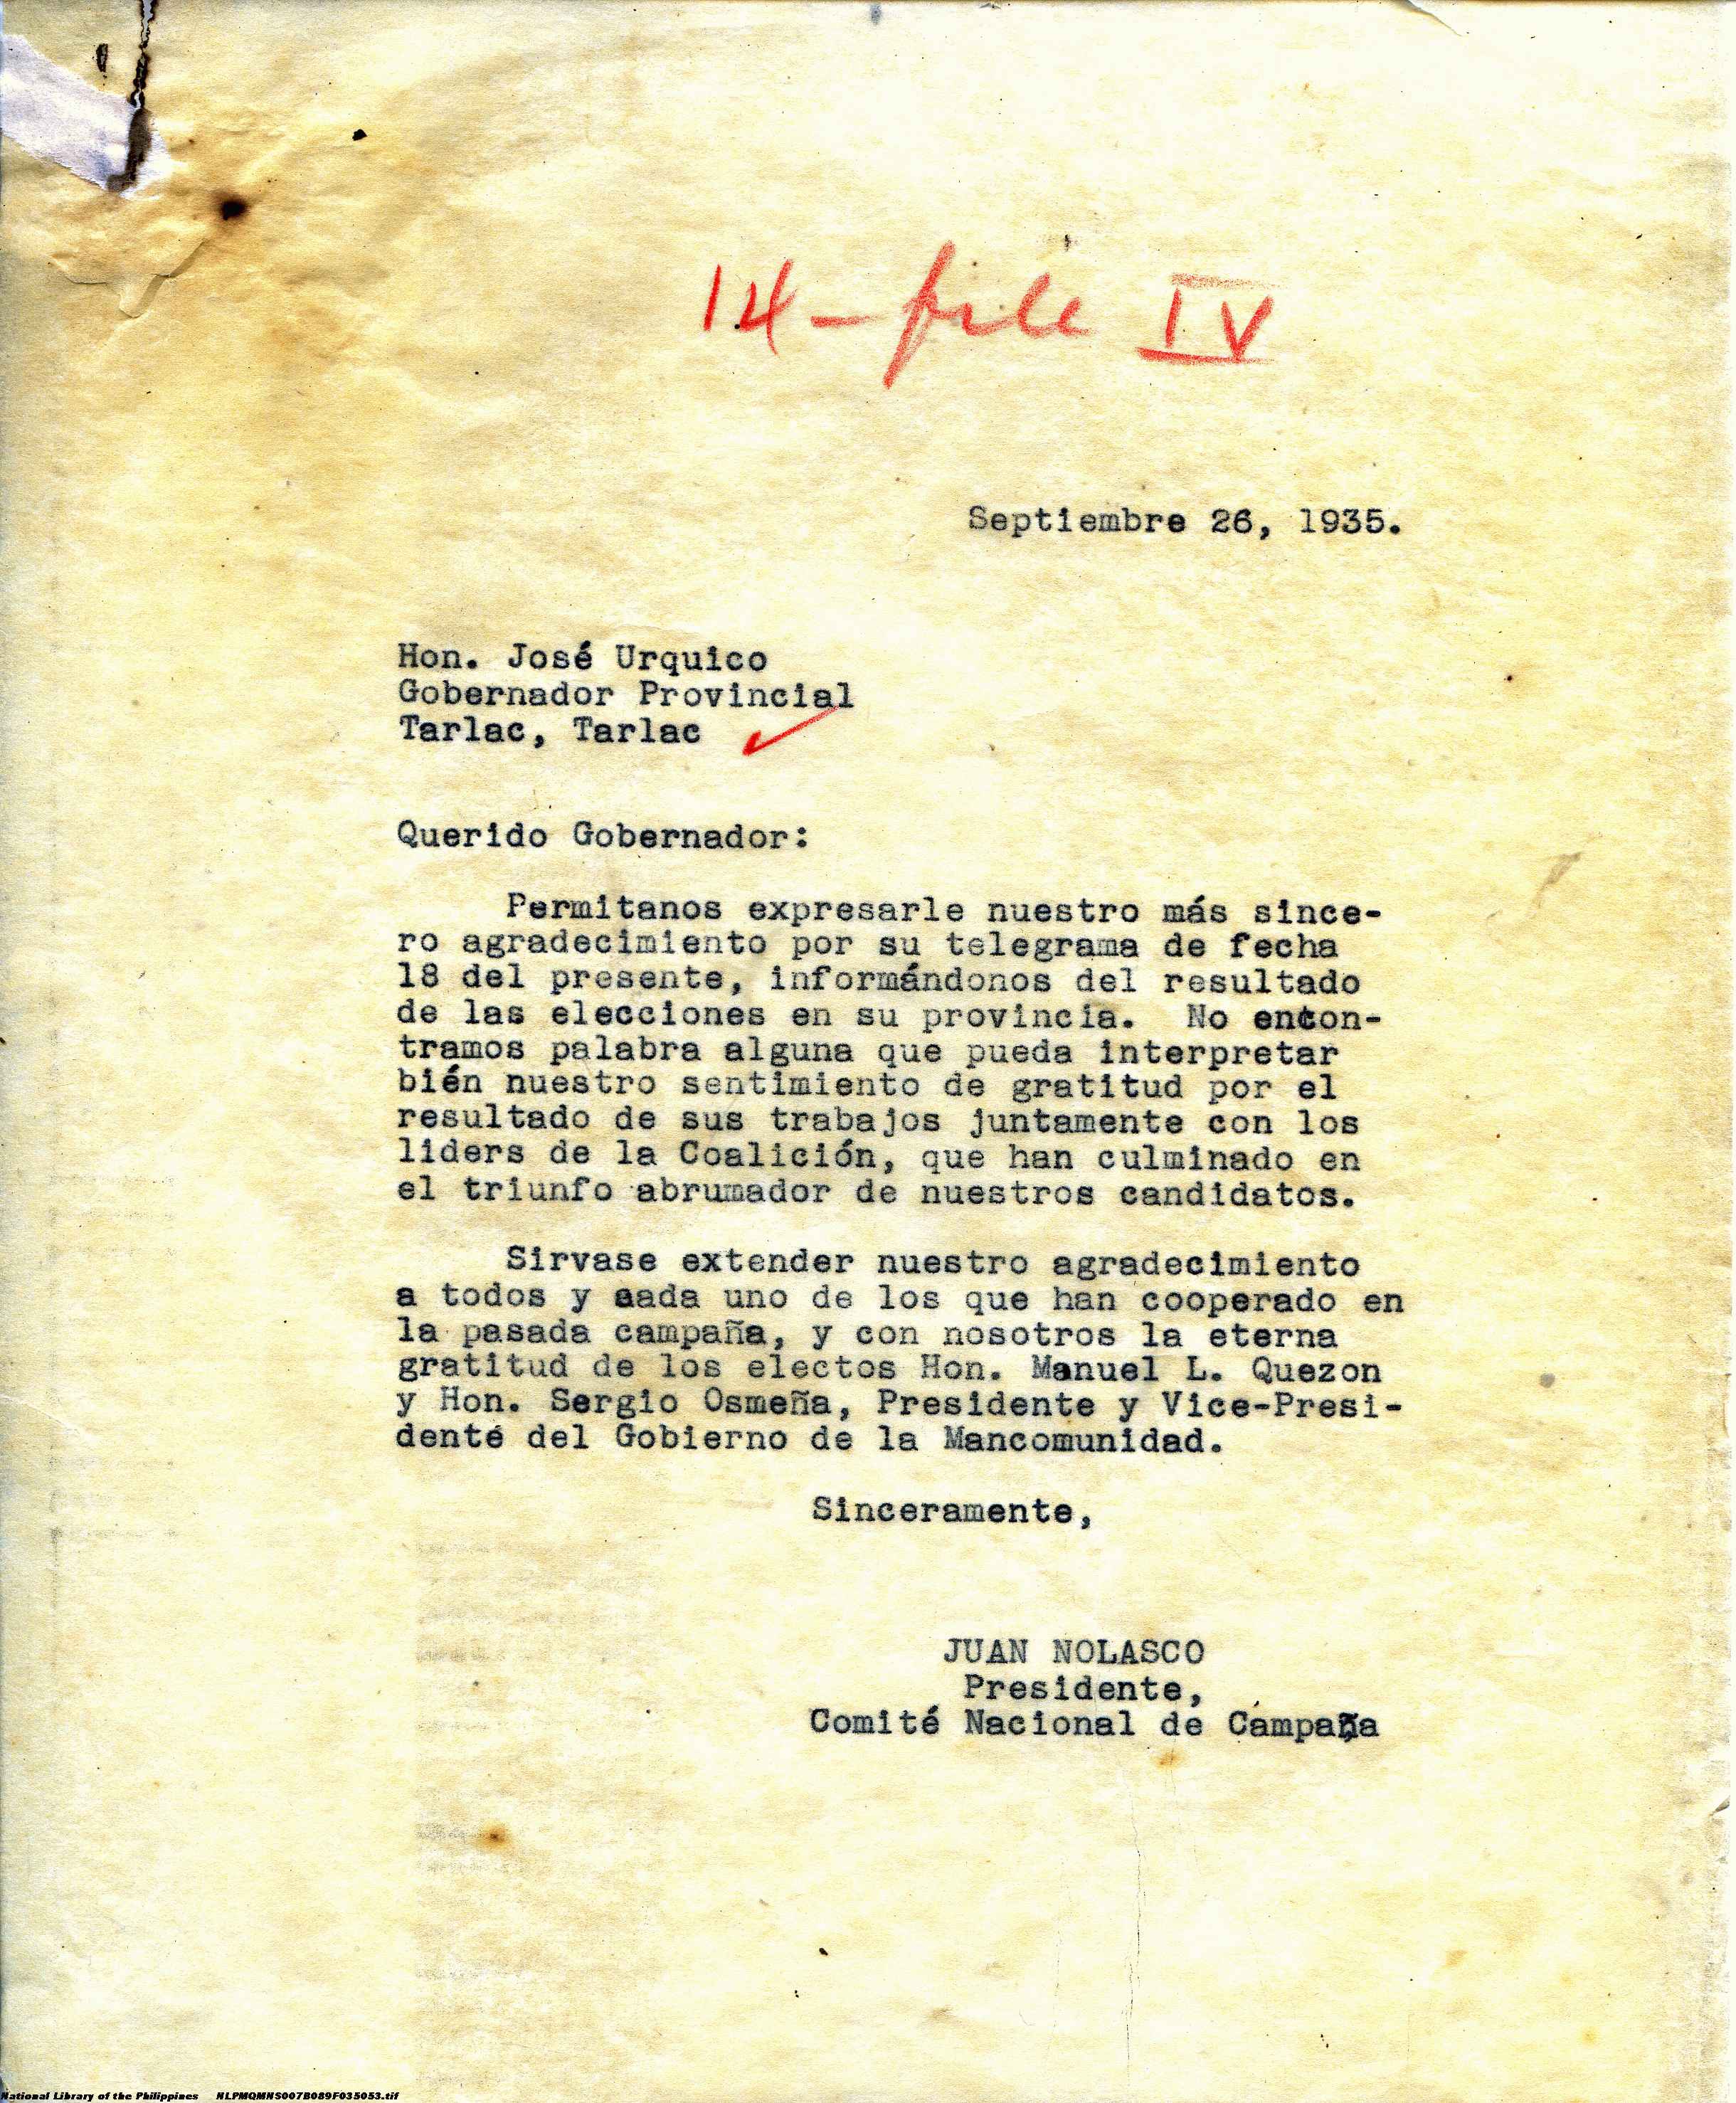 14 - file IV
Septiembre 26, 1935.
Hon. José Urquico
Gobernador Provincial
Tarlac, Tarlac
Querido Gobernador:
Permitanos expresarle nuestro más since-
ro agradecimiento por su telegrama de fecha
18 del presente, informándonos del resultado
de las elecciones en su provincia. No encon-
tramos palabra alguna que pueda interpretar
bién nuestro sentimiento de gratitud por el
resultado de sus trabajos juntamente con los
liders de la Coalición, que han culminado en
el triunfo abrumador de nuestros candidatos.
Sirvase extender nuestro agradecimiento
a todos y cada uno de los que han cooperado en
la pasada campaña, y con nosotros la eterna
gratitud de los electos Hon. Manuel L. Quezon
y Hon. Sergio Osmeña, Presidente y Vice-Presi-
dente del Gobierno de la Mancomunidad.
Sinceramente,
JUAN NOLASCO
Presidente,
Comité Nacional de Campaña
National Library of the Philippines NLPMQMNS007B089F035053.tif